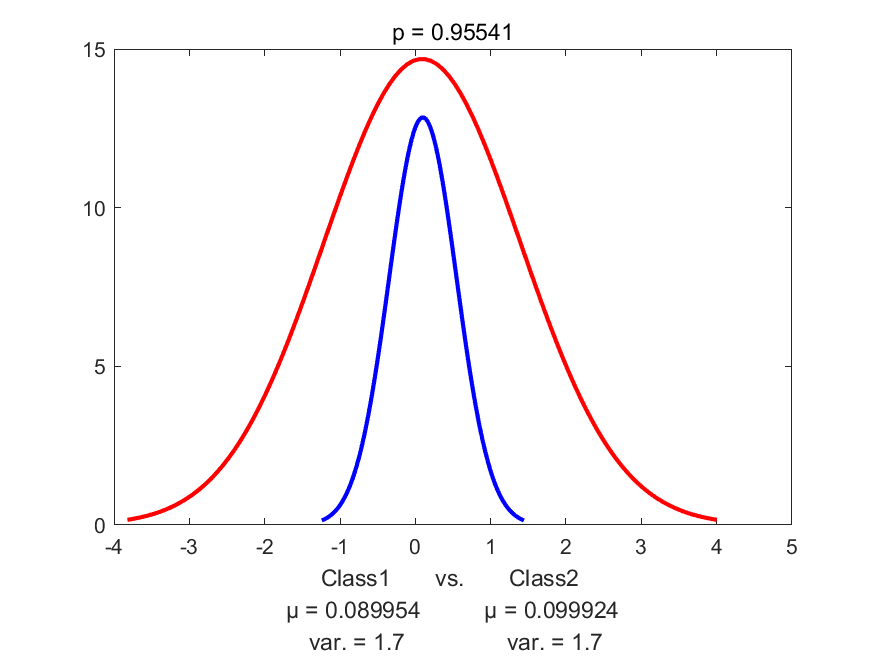 p = 0.95541
15
10
5
0
-4 -3 -2 -1 0 1 2 3 4 5
Class1 vs. Class2
μ = 0.089954 μ = 0.099924
var. = 1.7 var. = 1.7